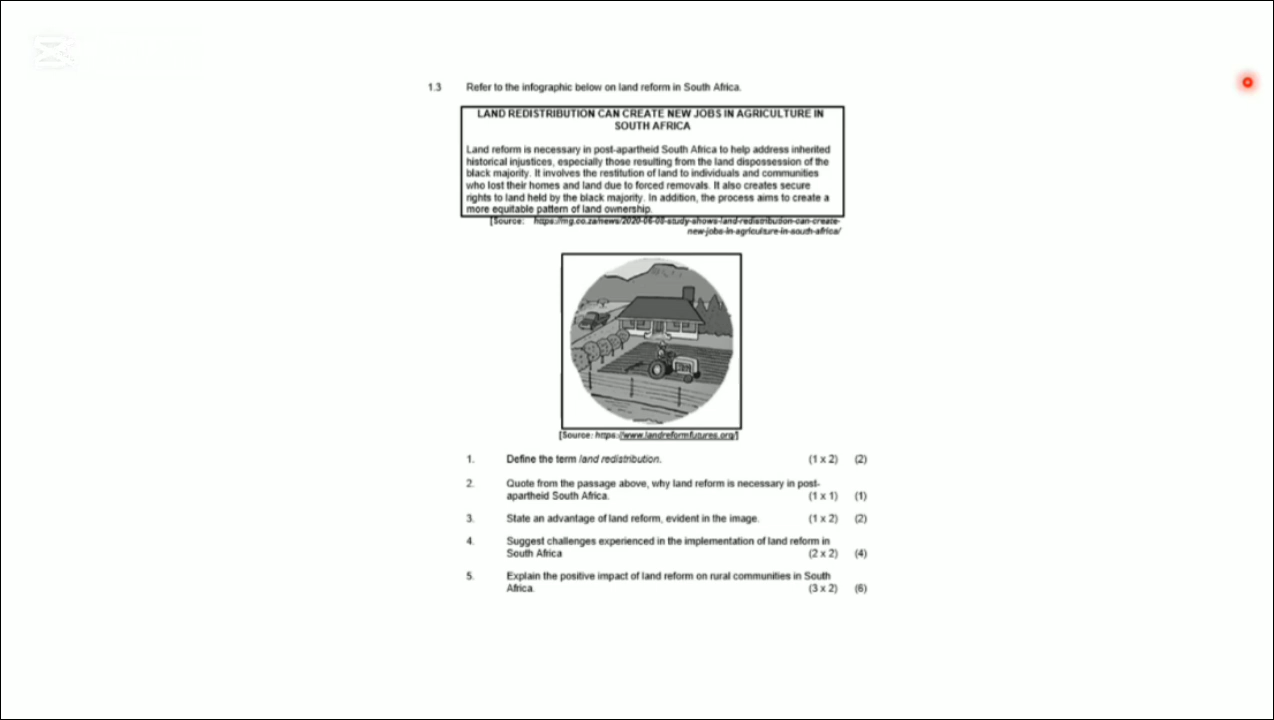 1.3 Refer to the infographic below on land reform in South Africa.
LAND REDISTRIBUTION CAN CREATE NEW JOBS IN AGRICULTURE IN
SOUTH AFRICA
Land reform is necessary in post-apartheid South Africa to help address inherited
historical injustices, especially those resulting from the land dispossession of the
black majority. It involves the restitution of land to individuals and communities
who lost their homes and land due to forced removals. It also creates secure
rights to land held by the black majority. In addition, the process aims to create a
more equitable pattern of land ownership.
[Source: https://mg.co.za/news/2020-06-08-study-shows-land-redistribution-can-create-
new-jobs-in-agriculture-in-south-africa/
[Source: https://www.landreformfutures.org/]
1. Define the term land redistribution. (1 x 2) (2)
2. Quote from the passage above, why land reform is necessary in post-
apartheid South Africa. (1 x 1) (1)
3. State an advantage of land reform, evident in the image. (1 x 2) (2)
4. Suggest challenges experienced in the implementation of land reform in
South Africa (2 x 2) (4)
5. Explain the positive impact of land reform on rural communities in South
Africa. (3 x 2) (6)